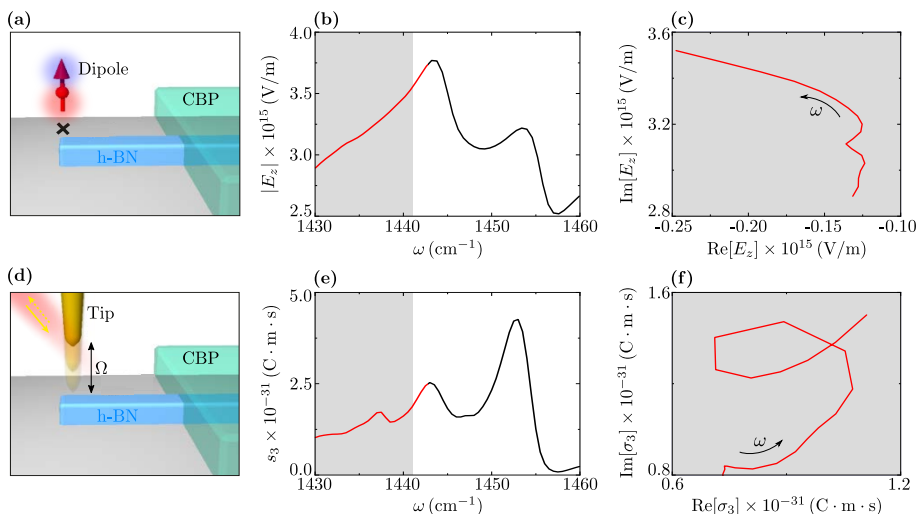 (a)
Dipole
CBP
h-BN
(b)
|E_z| × 10^15 (V/m)
4.0
3.5
3.0
2.5
1430
1440
1450
1460
ω (cm⁻¹)
(c)
Im[E_z] × 10^15 (V/m)
3.6
3.2
2.8
ω
-0.25
-0.20
-0.15
-0.10
Re[E_z] × 10^15 (V/m)
(d)
Tip
Ω
CBP
h-BN
(e)
s_3 × 10^-31 (C · m · s)
5.0
2.5
0.0
1430
1440
1450
1460
ω (cm⁻¹)
(f)
Im[σ_3] × 10^-31 (C · m · s)
1.6
0.8
ω
0.6
1.2
Re[σ_3] × 10^-31 (C · m · s)